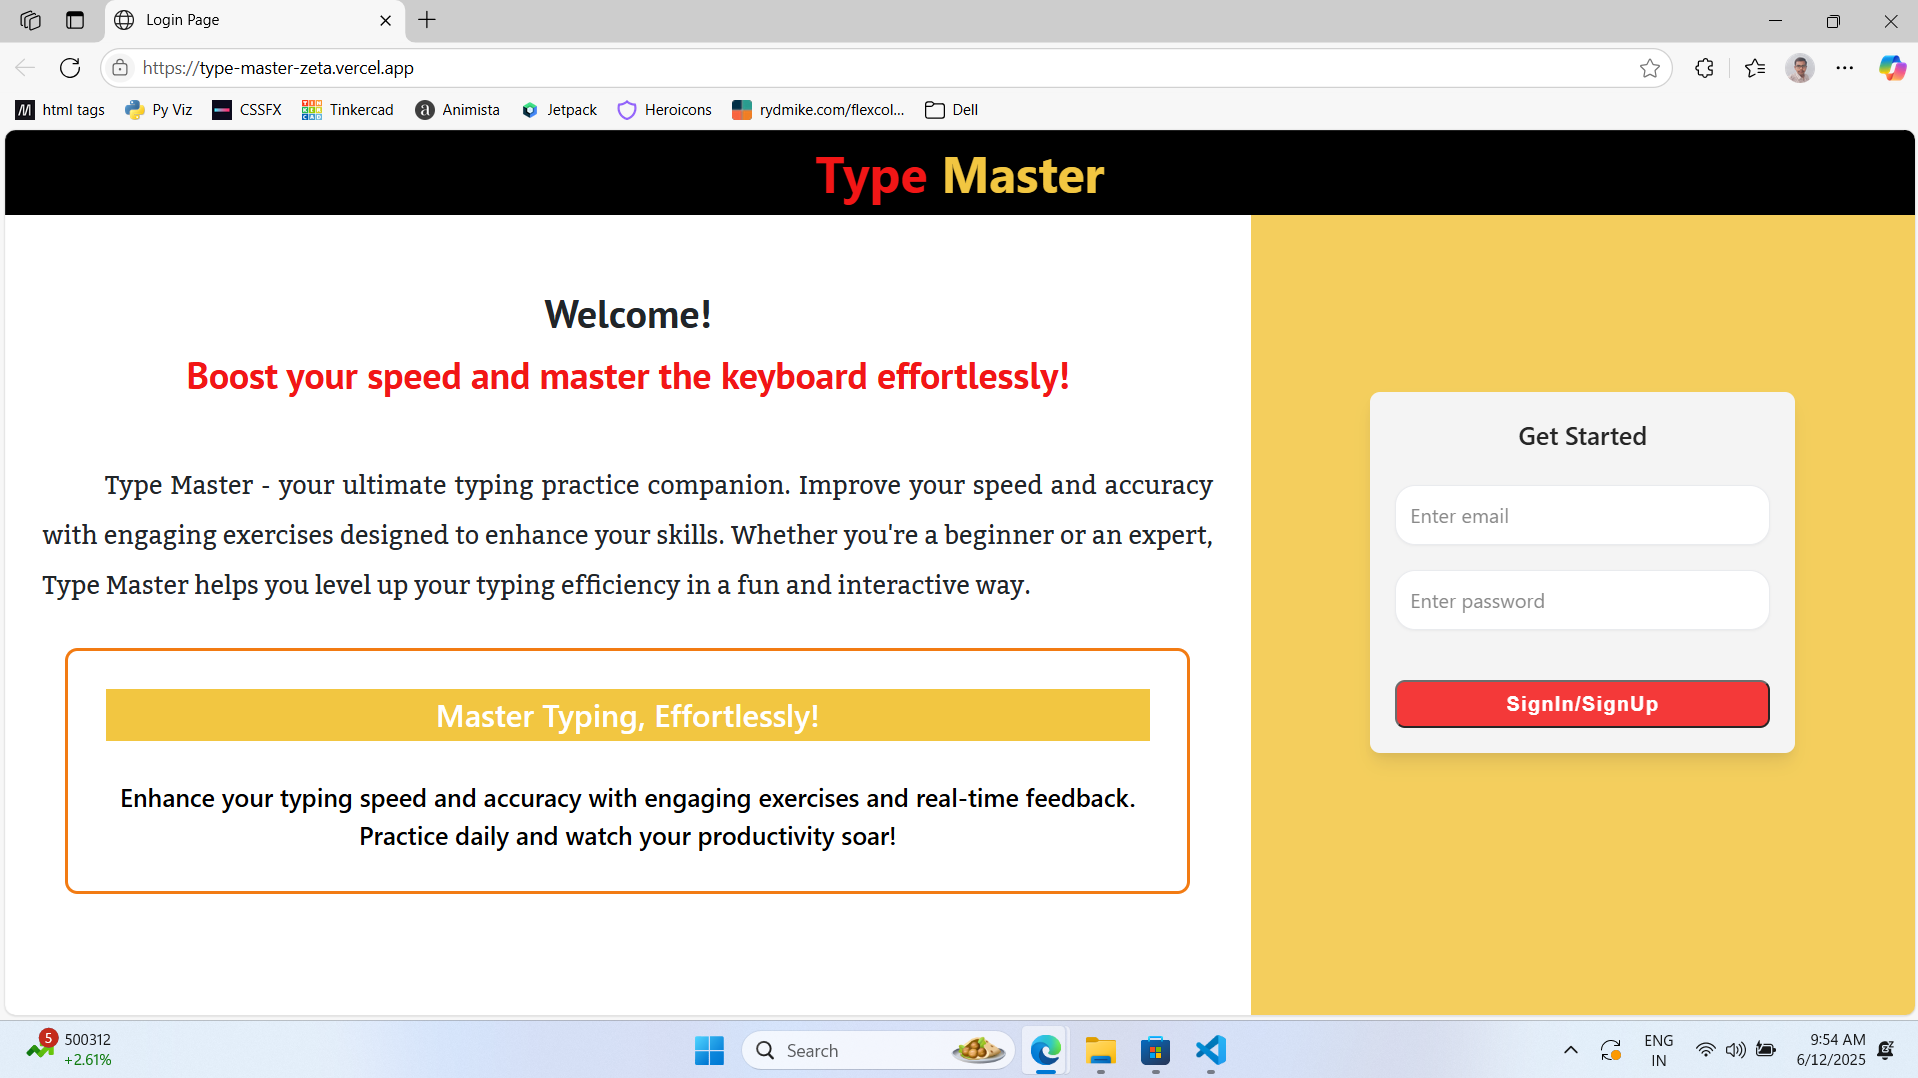 Login Page
https://type-master-zeta.vercel.app
html tags Py Viz CSSFX Tinkercad Animista Jetpack Heroicons rydmike.com/flexcol... Dell
Type Master
Welcome!
Boost your speed and master the keyboard effortlessly!
Type Master - your ultimate typing practice companion. Improve your speed and accuracy
with engaging exercises designed to enhance your skills. Whether you're a beginner or an expert,
Type Master helps you level up your typing efficiency in a fun and interactive way.
Master Typing, Effortlessly!
Enhance your typing speed and accuracy with engaging exercises and real-time feedback.
Practice daily and watch your productivity soar!
Get Started
Enter email
Enter password
SignIn/SignUp
5
500312
+2.61%
Search
ENG
IN
9:54 AM
6/12/2025